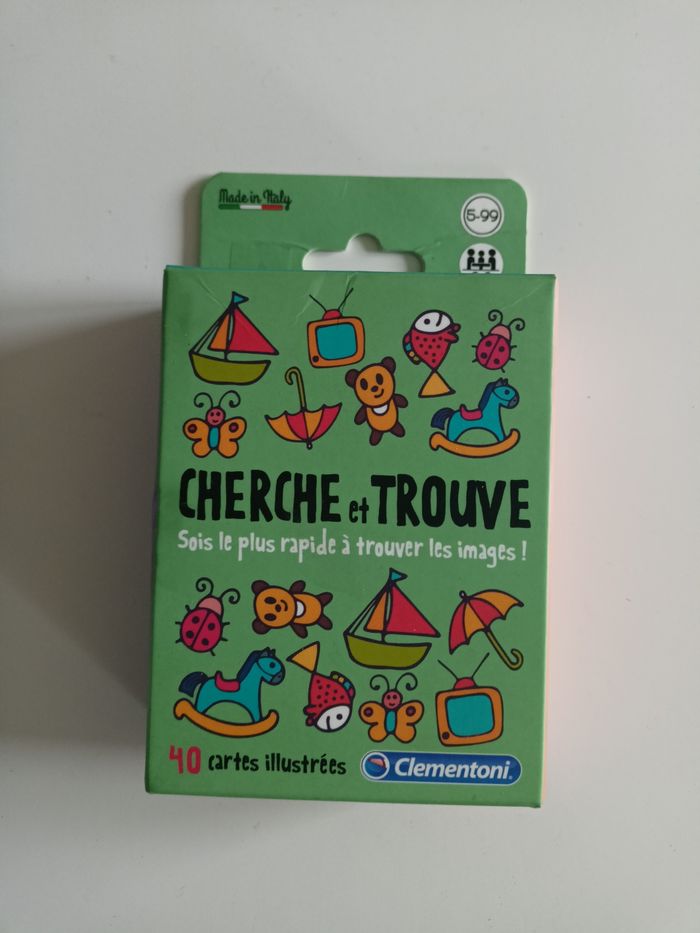 Made in Italy
5-99
CHERCHE et TROUVE
Sois le plus rapide à trouver les images !
40 cartes illustrées
Clementoni